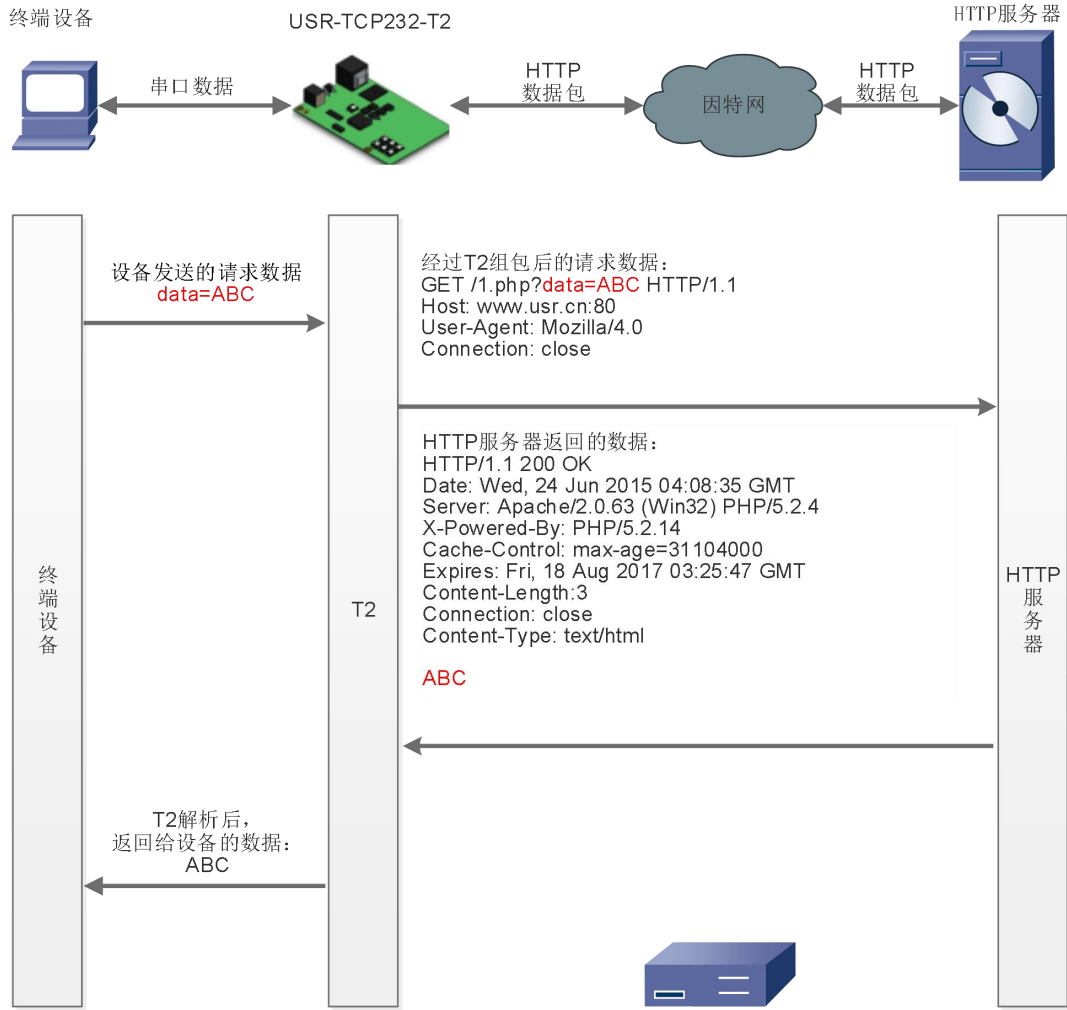 终端设备
USR-TCP232-T2
HTTP服务器
串口数据
HTTP
数据包
因特网
HTTP
数据包
设备发送的请求数据
data=ABC
经过T2组包后的请求数据：
GET /1.php?data=ABC HTTP/1.1
Host: www.usr.cn:80
User-Agent: Mozilla/4.0
Connection: close
HTTP服务器返回的数据：
HTTP/1.1 200 OK
Date: Wed, 24 Jun 2015 04:08:35 GMT
Server: Apache/2.0.63 (Win32) PHP/5.2.4
X-Powered-By: PHP/5.2.14
Cache-Control: max-age=31104000
Expires: Fri, 18 Aug 2017 03:25:47 GMT
Content-Length:3
Connection: close
Content-Type: text/html
ABC
终
端
设
备
T2
HTTP
服
务
器
T2解析后，
返回给设备的数据：
ABC